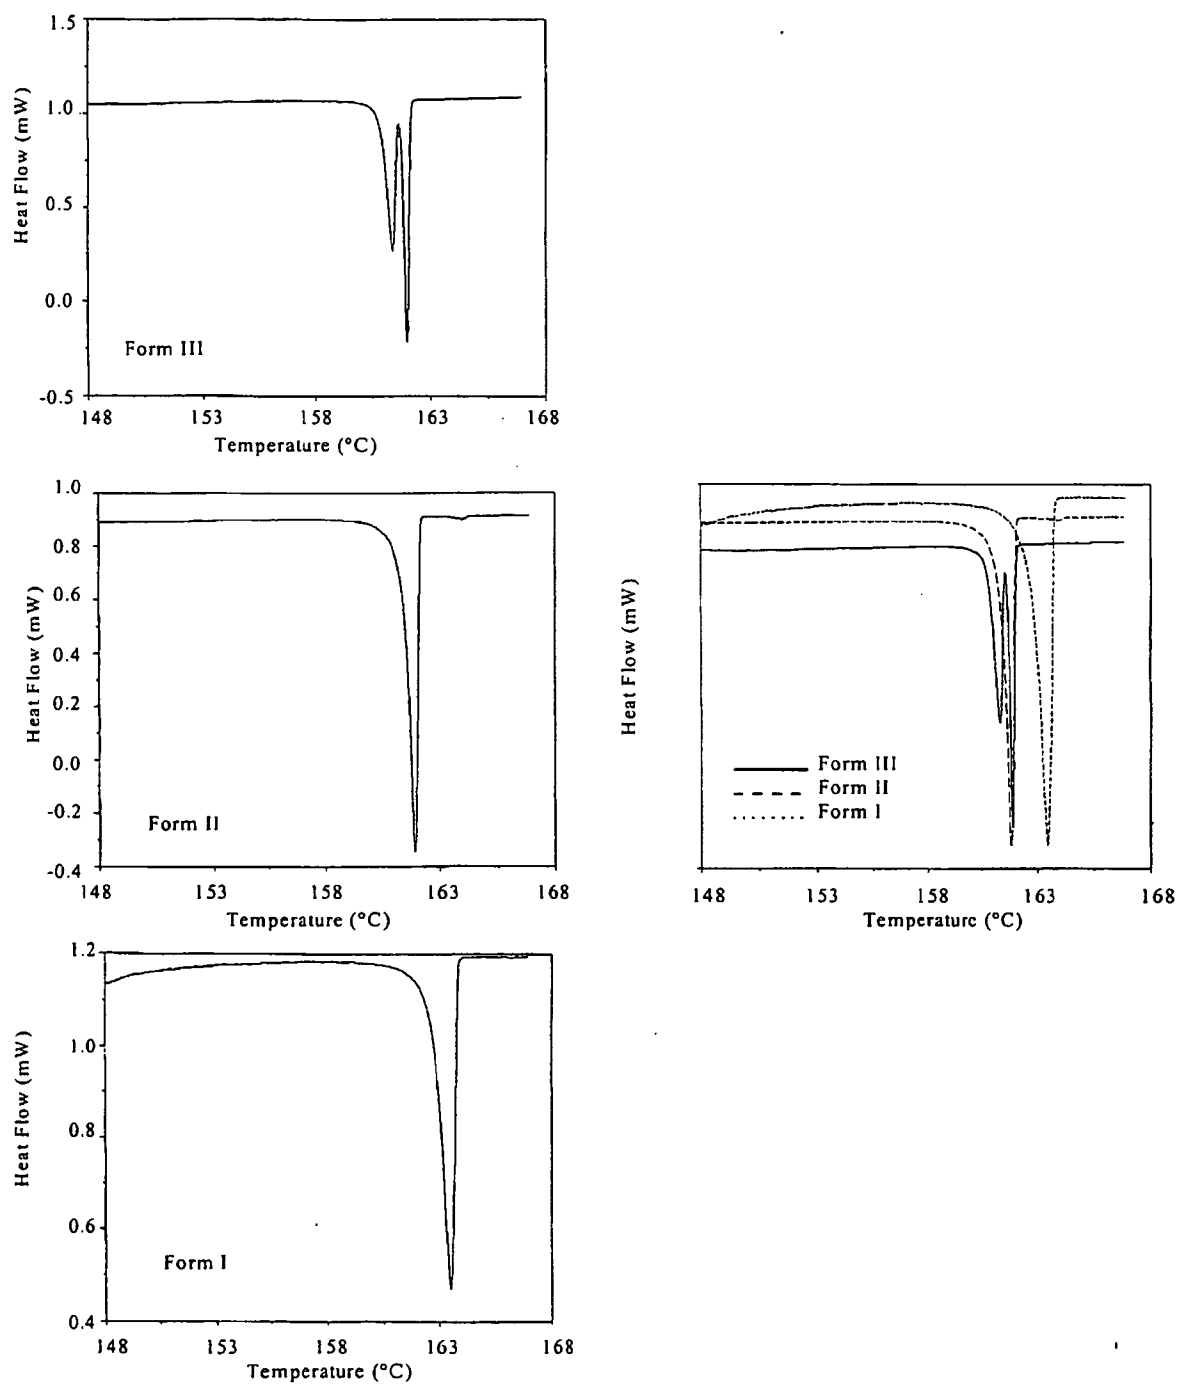 1.5
1.0
0.5
0.0
-0.5
Heat Flow (mW)
Form III
148 153 158 163 168
Temperature (°C)
1.0
0.8
0.6
0.4
0.2
0.0
-0.2
-0.4
Heat Flow (mW)
Form II
148 153 158 163 168
Temperature (°C)
Heat Flow (mW)
Form III
Form II
Form I
148 153 158 163 168
Temperature (°C)
1.2
1.0
0.8
0.6
0.4
Heat Flow (mW)
Form I
148 153 158 163 168
Temperature (°C)